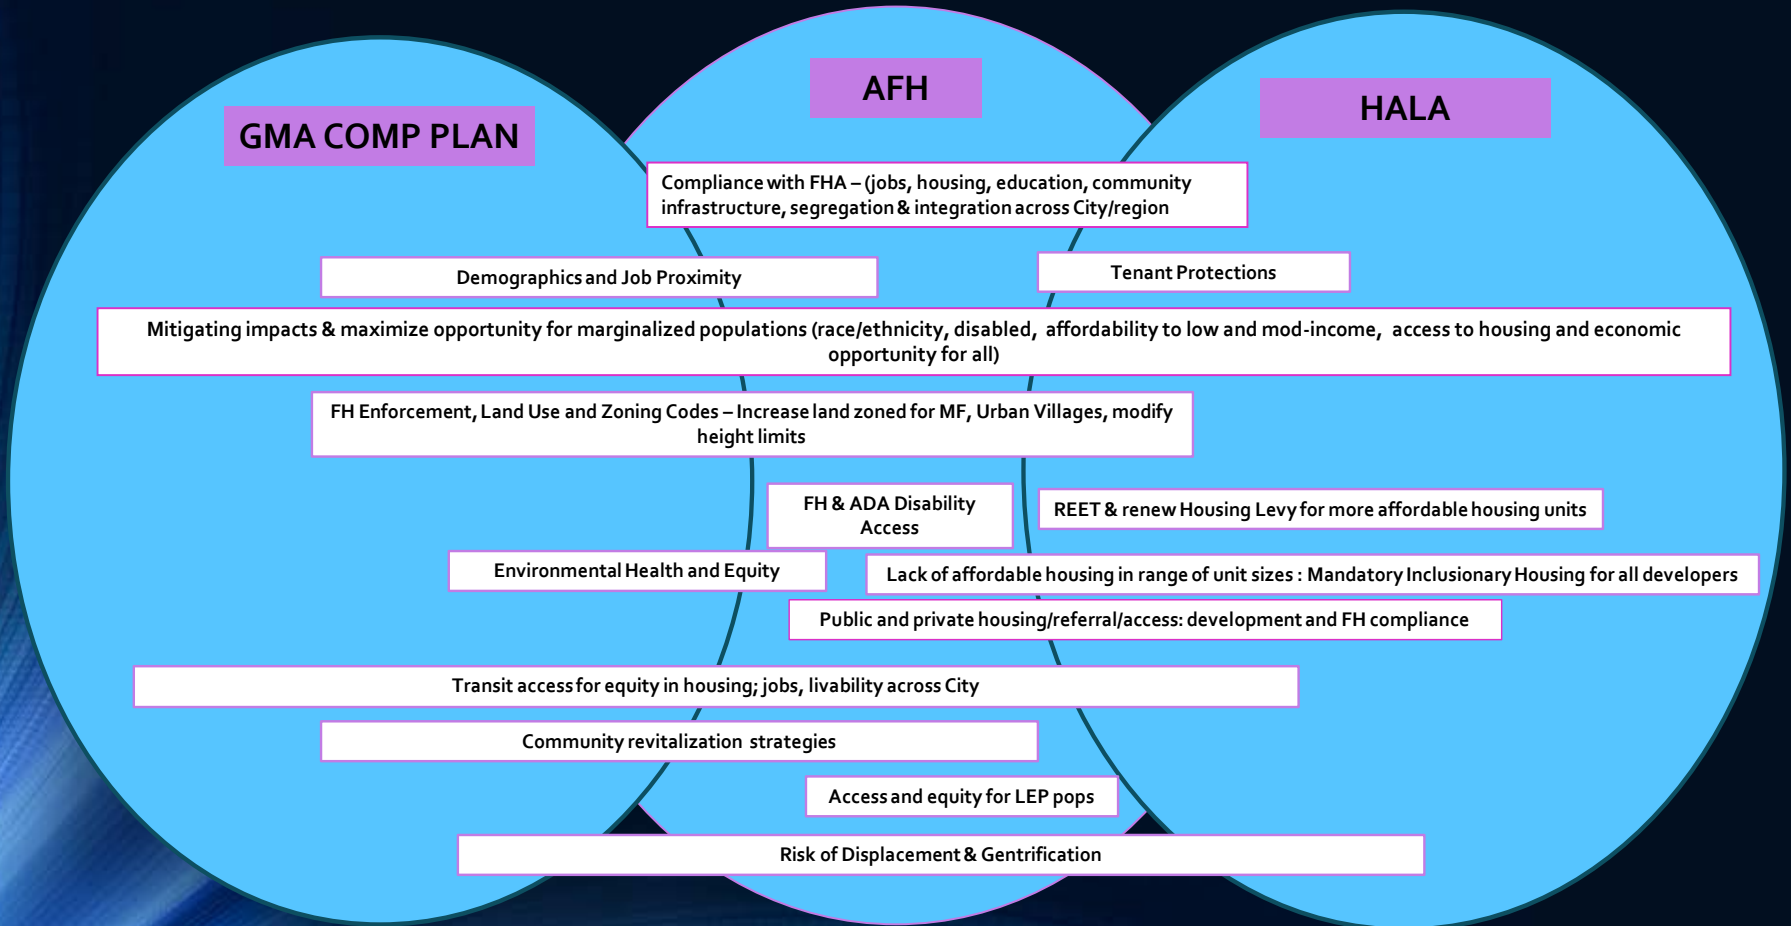 AFH
HALA
GMA COMP PLAN
Compliance with FHA – (jobs, housing, education, community
infrastructure, segregation & integration across City/region
Demographics and Job Proximity
Tenant Protections
Mitigating impacts & maximize opportunity for marginalized populations (race/ethnicity, disabled, affordability to low and mod-income, access to housing and economic
opportunity for all)
FH Enforcement, Land Use and Zoning Codes – Increase land zoned for MF, Urban Villages, modify
height limits
FH & ADA Disability
Access
REET & renew Housing Levy for more affordable housing units
Environmental Health and Equity
Lack of affordable housing in range of unit sizes : Mandatory Inclusionary Housing for all developers
Public and private housing/referral/access: development and FH compliance
Transit access for equity in housing; jobs, livability across City
Community revitalization strategies
Access and equity for LEP pops
Risk of Displacement & Gentrification